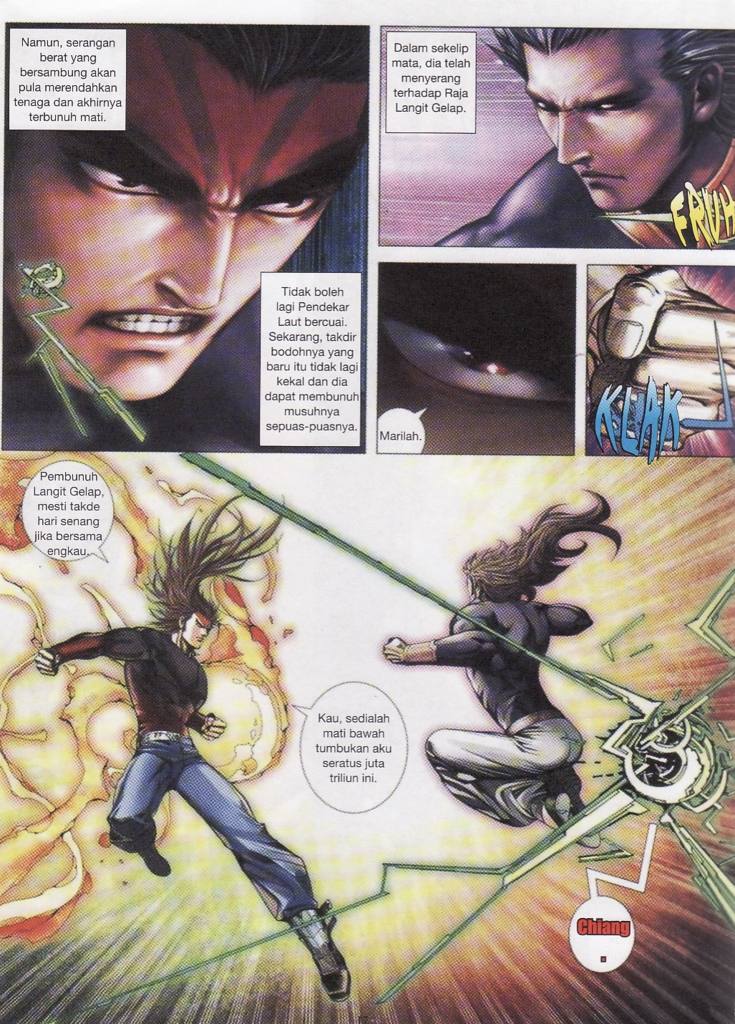 Namun, serangan
berat yang
bersambung akan
pula merendahkan
tenaga dan akhirnya
terbunuh mati.
Tidak boleh
lagi Pendekar
Laut bercuai.
Sekarang, takdir
bodohnya yang
baru itu tidak lagi
kekal dan dia
dapat membunuh
musuhnya
sepuas-puasnya.
Dalam sekelip
mata, dia telah
menyerang
terhadap Raja
Langit Gelap.
FRUH
Marilah.
KLAK
Pembunuh
Langit Gelap,
mesti takde
hari senang
jika bersama
engkau.
Kau, sedialah
mati bawah
tumbukan aku
seratus juta
triliun ini.
Chiang
.